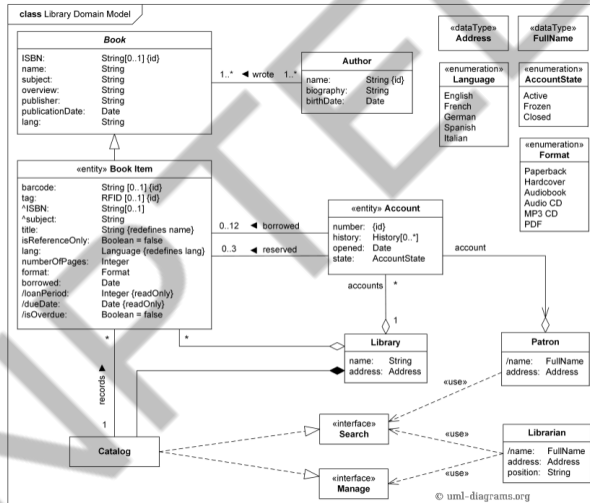 class Library Domain Model
Book
ISBN: String[0..1] {id}
name: String
subject: String
overview: String
publisher: String
publicationDate: Date
lang: String
1..* ◄ wrote 1..*
Author
name: String {id}
biography: String
birthDate: Date
«dataType»
Address
«dataType»
FullName
«enumeration»
Language
English
French
German
Spanish
Italian
«enumeration»
AccountState
Active
Frozen
Closed
«enumeration»
Format
Paperback
Hardcover
Audiobook
Audio CD
MP3 CD
PDF
«entity» Book Item
barcode: String [0..1] {id}
tag: RFID [0..1] {id}
^ISBN: String[0..1]
^subject: String
title: String {redefines name}
isReferenceOnly: Boolean = false
lang: Language {redefines lang}
numberOfPages: Integer
format: Format
borrowed: Date
/loanPeriod: Integer {readOnly}
/dueDate: Date {readOnly}
/isOverdue: Boolean = false
0..12 ◄ borrowed
0..3 ◄ reserved
«entity» Account
number: {id}
history: History[0..*]
opened: Date
state: AccountState
account
accounts *
1
* *
Library
name: String
address: Address
Patron
/name: FullName
address: Address
records ►
1
Catalog
«use»
«interface»
Search
«use»
«use»
«interface»
Manage
Librarian
/name: FullName
address: Address
position: String
© uml-diagrams.org
NPTEL